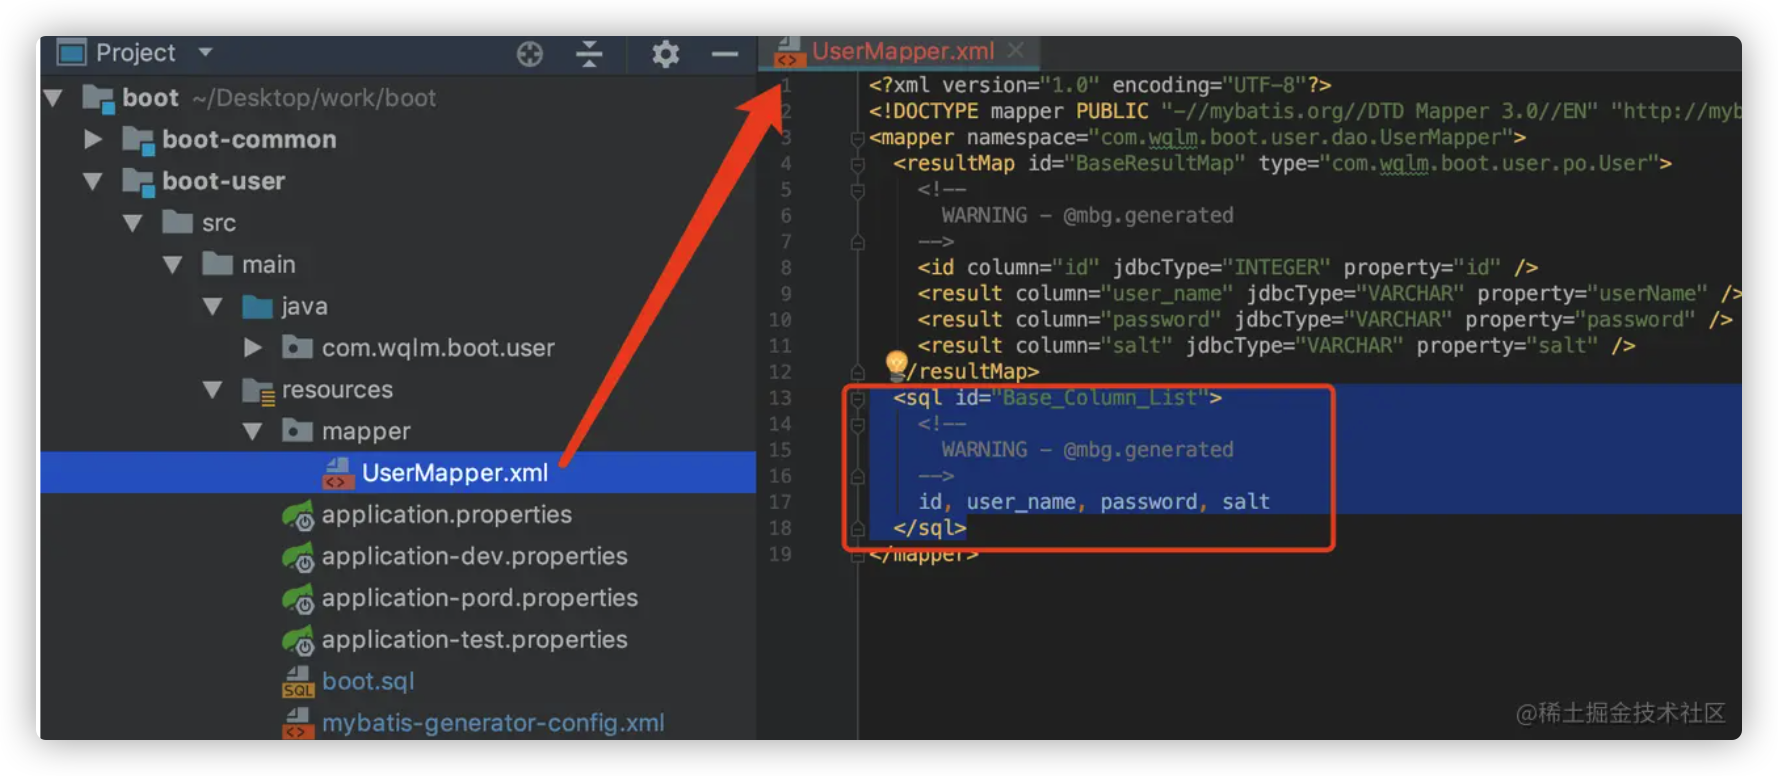 Project
boot ~/Desktop/work/boot
boot-common
boot-user
src
main
java
com.wqlm.boot.user
resources
mapper
UserMapper.xml
application.properties
application-dev.properties
application-pord.properties
application-test.properties
boot.sql
mybatis-generator-config.xml
UserMapper.xml
1 <?xml version="1.0" encoding="UTF-8"?>
2 <!DOCTYPE mapper PUBLIC "-//mybatis.org//DTD Mapper 3.0//EN" "http://myb
3 <mapper namespace="com.wqlm.boot.user.dao.UserMapper">
4 <resultMap id="BaseResultMap" type="com.wqlm.boot.user.po.User">
5 <!--
6 WARNING - @mbg.generated
7 -->
8 <id column="id" jdbcType="INTEGER" property="id" />
9 <result column="user_name" jdbcType="VARCHAR" property="userName" />
10 <result column="password" jdbcType="VARCHAR" property="password" />
11 <result column="salt" jdbcType="VARCHAR" property="salt" />
12 /resultMap>
13 <sql id="Base_Column_List">
14 <!--
15 WARNING - @mbg.generated
16 -->
17 id, user_name, password, salt
18 </sql>
19 </mapper>
@稀土掘金技术社区